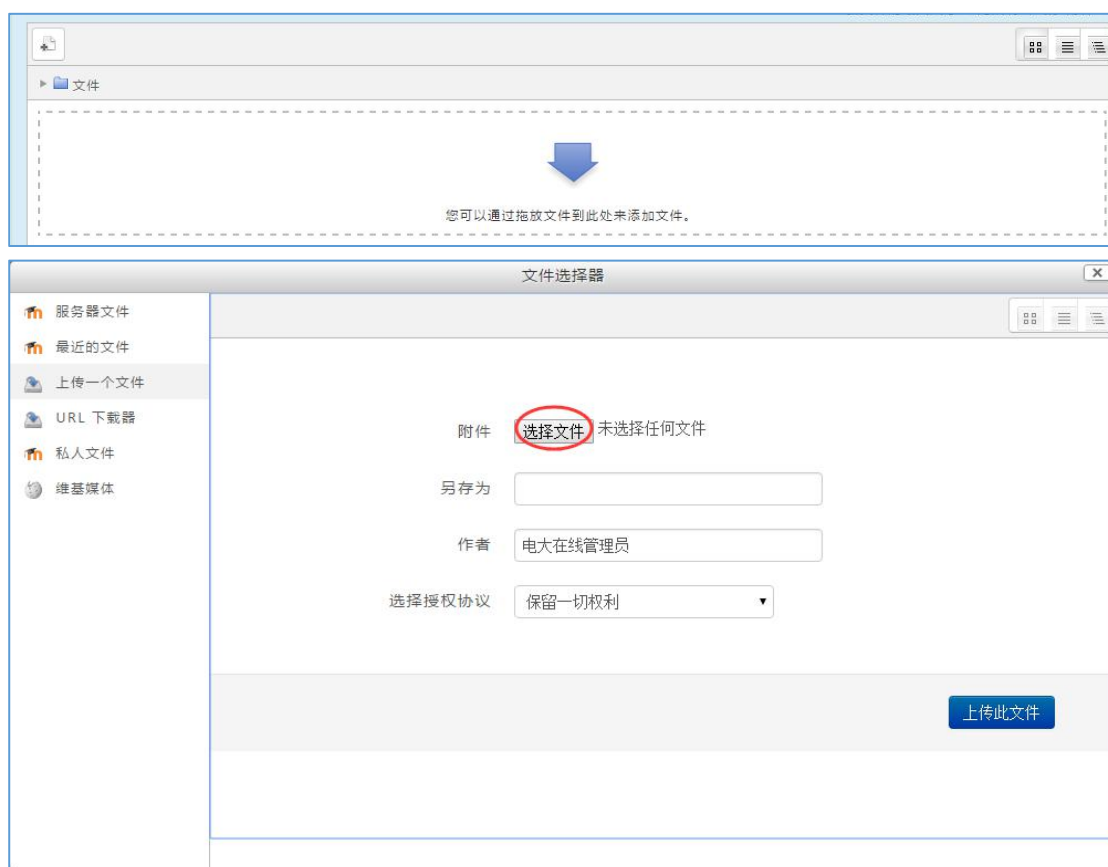 文件
您可以通过拖放文件到此处来添加文件。
文件选择器
服务器文件
最近的文件
上传一个文件
URL 下载器
私人文件
维基媒体
附件 选择文件 未选择任何文件
另存为
作者 电大在线管理员
选择授权协议 保留一切权利
上传此文件